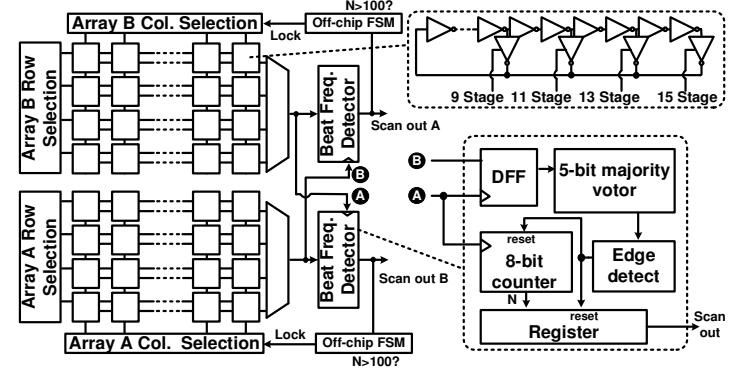 N>100?
Array B Col. Selection
Off-chip FSM
Lock
Array B Row
Selection
Beat Freq.
Detector
Scan out A
B
A
9 Stage
11 Stage
13 Stage
15 Stage
Array A Row
Selection
Beat Freq.
Detector
Scan out B
Array A Col. Selection
Lock
Off-chip FSM
N>100?
B
A
DFF
5-bit majority
votor
reset
8-bit
counter
Edge
detect
N
reset
Register
Scan
out